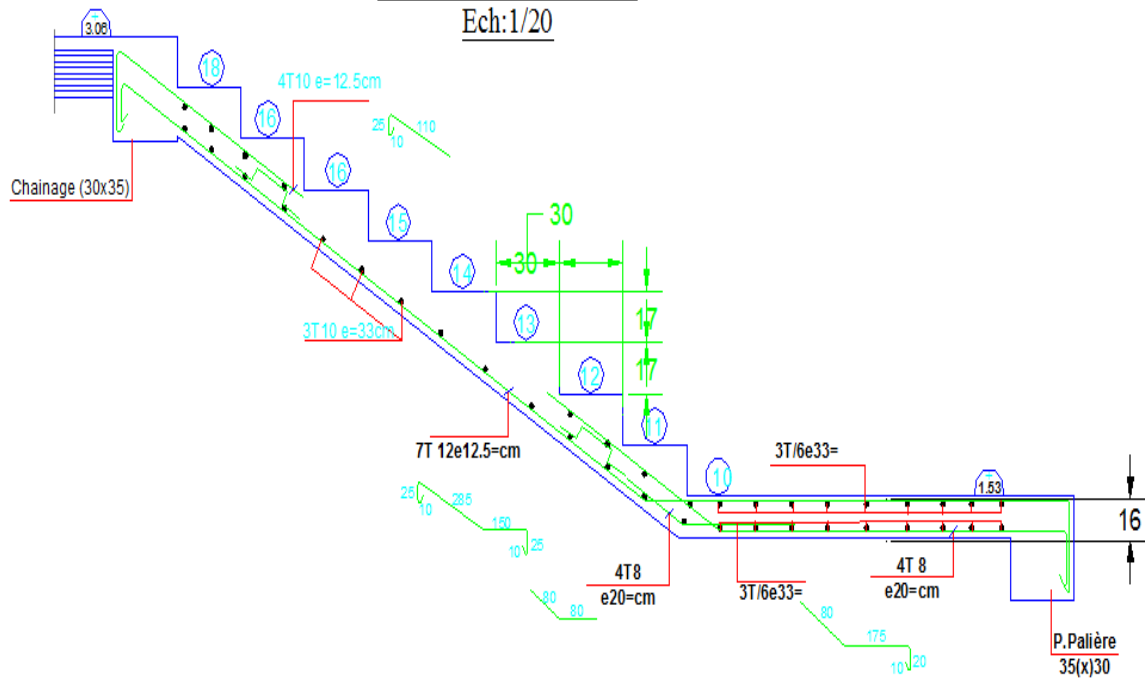 Ech:1/20
+
3.06
18
4T10 e=12.5cm
16
25
110
10
16
Chainage (30x35)
15
30
30
14
13
17
3T10 e=33cm
17
12
11
7T 12e12.5=cm
3T/6e33=
10
+
1.53
25
10
285
150
10
25
16
4T8
e20=cm
3T/6e33=
4T 8
e20=cm
80
80
80
175
10
20
P.Palière
35(x)30